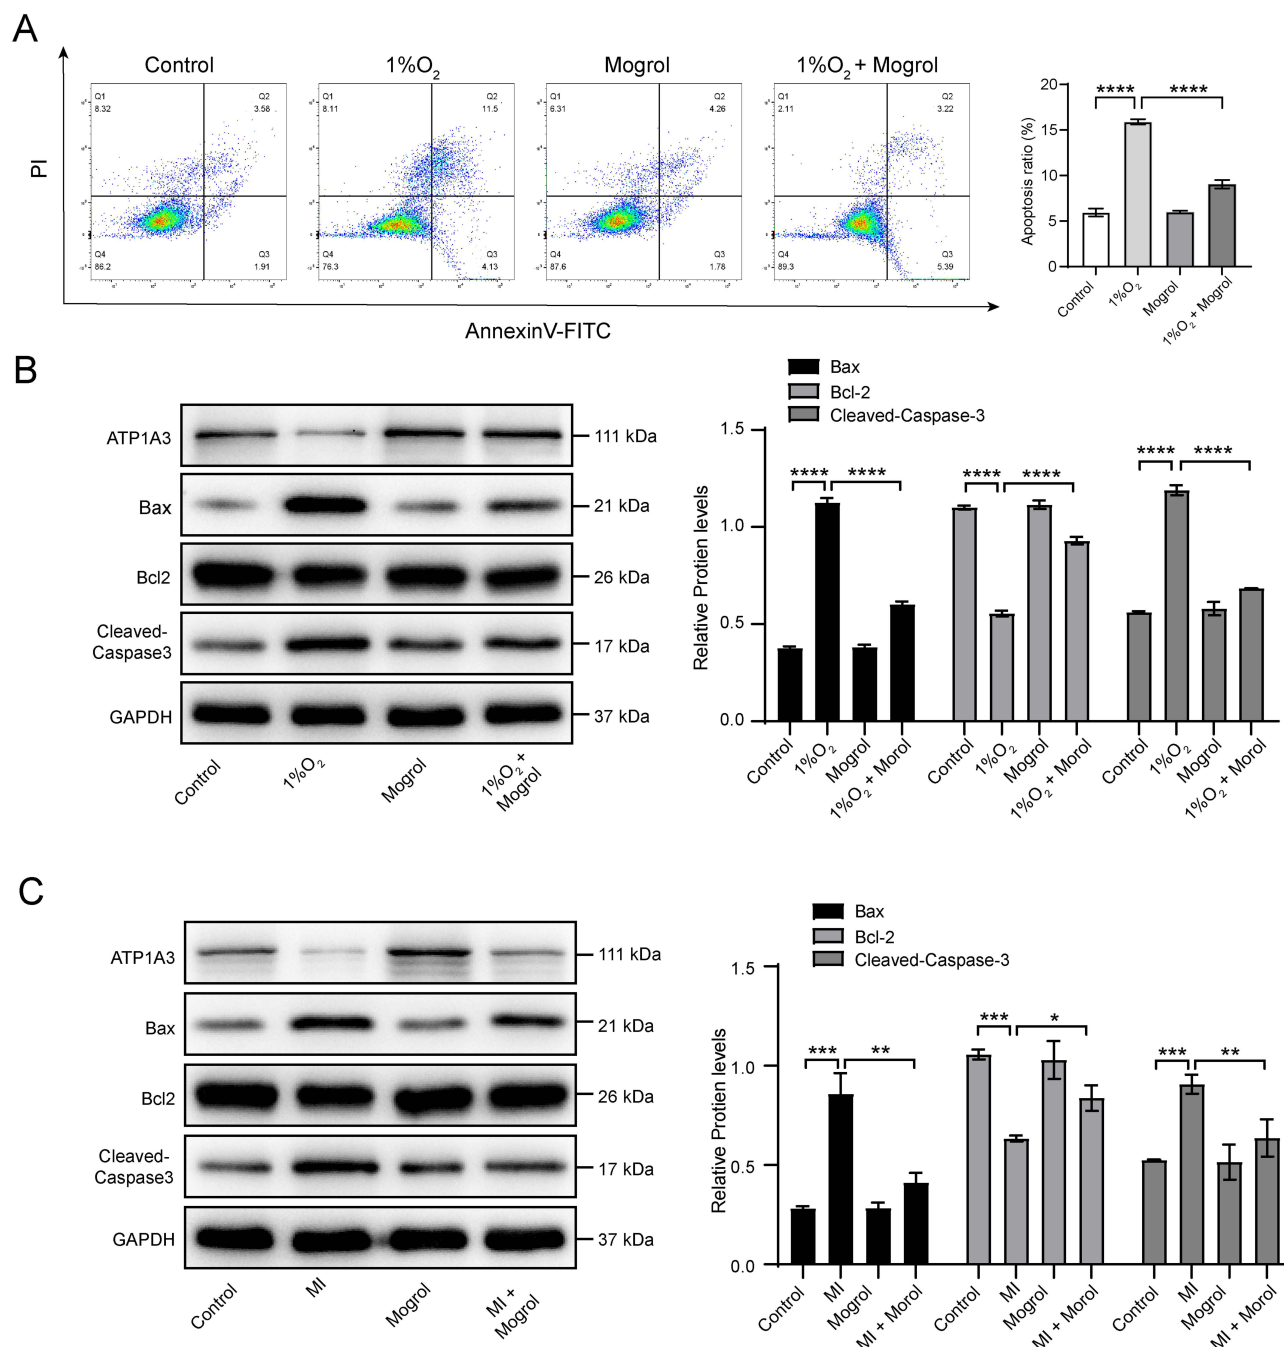 A
Control
1%O2
Mogrol
1%O2 + Mogrol
PI
Q1
8.32
Q2
3.58
Q4
86.2
Q3
1.91
Q1
8.11
Q2
11.5
Q4
76.3
Q3
4.13
Q1
6.31
Q2
4.26
Q4
87.6
Q3
1.78
Q1
2.11
Q2
3.22
Q4
89.3
Q3
5.39
AnnexinV-FITC
Apoptosis ratio (%)
20
15
10
5
0
**** ****
Control
1%O2
Mogrol
1%O2 + Mogrol
B
ATP1A3
111 kDa
Bax
21 kDa
Bcl2
26 kDa
Cleaved-
Caspase3
17 kDa
GAPDH
37 kDa
Control
1%O2
Mogrol
1%O2 +
Mogrol
Bax
Bcl-2
Cleaved-Caspase-3
Relative Protien levels
1.5
1.0
0.5
0.0
**** ****
**** ****
**** ****
Control
1%O2
Mogrol
1%O2 + Morol
Control
1%O2
Mogrol
1%O2 + Morol
Control
1%O2
Mogrol
1%O2 + Morol
C
ATP1A3
111 kDa
Bax
21 kDa
Bcl2
26 kDa
Cleaved-
Caspase3
17 kDa
GAPDH
37 kDa
Control
MI
Mogrol
MI +
Mogrol
Bax
Bcl-2
Cleaved-Caspase-3
Relative Protien levels
1.5
1.0
0.5
0.0
*** **
*** *
*** **
Control
MI
Mogrol
MI + Morol
Control
MI
Mogrol
MI + Morol
Control
MI
Mogrol
MI + Morol